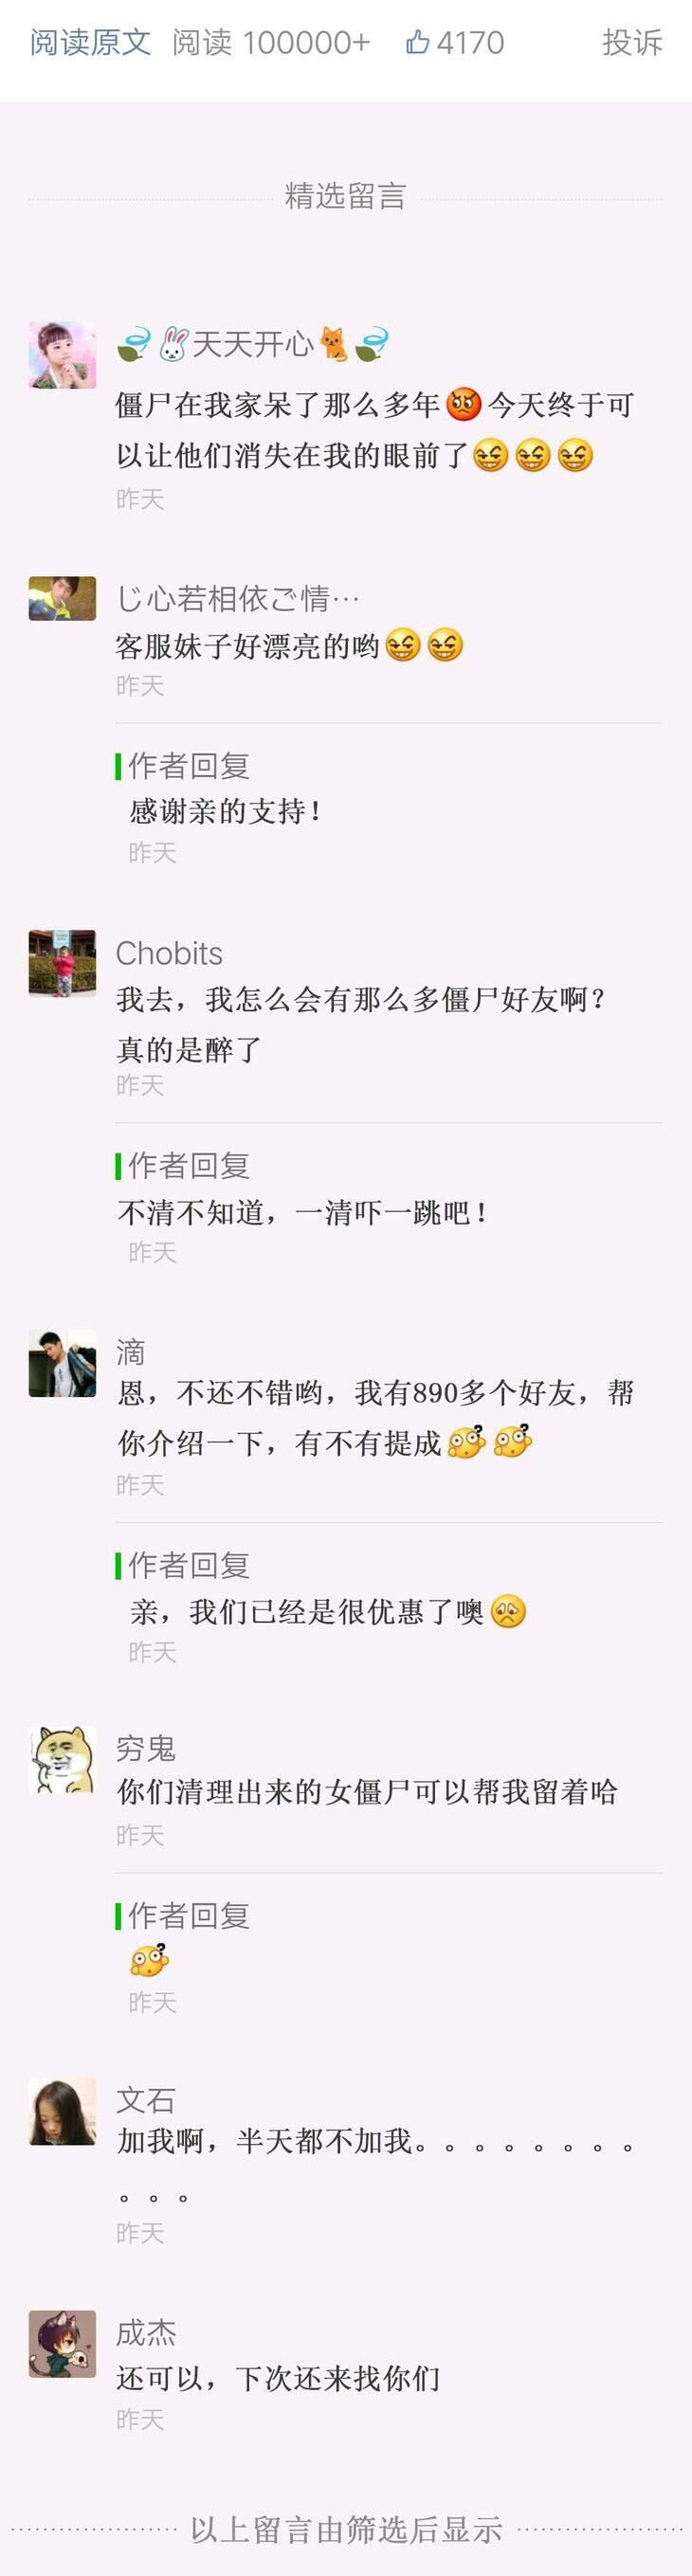 阅读原文 阅读 100000+ 4170 投诉
精选留言
天天开心
僵尸在我家呆了那么多年今天终于可
以让他们消失在我的眼前了
昨天
じ心若相依ご情…
客服妹子好漂亮的哟
昨天
作者回复
感谢亲的支持！
昨天
Chobits
我去，我怎么会有那么多僵尸好友啊？
真的是醉了
昨天
作者回复
不清不知道，一清吓一跳吧！
昨天
滴
恩，不还不错哟，我有890多个好友，帮
你介绍一下，有不有提成
昨天
作者回复
亲，我们已经是很优惠了噢
昨天
穷鬼
你们清理出来的女僵尸可以帮我留着哈
昨天
作者回复
昨天
文石
加我啊，半天都不加我。。。。。。。。
。。。
昨天
成杰
还可以，下次还来找你们
昨天
以上留言由筛选后显示